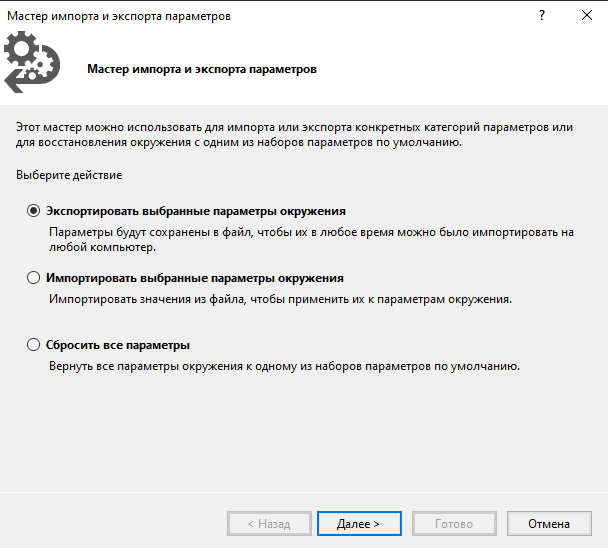 Мастер импорта и экспорта параметров
?
Мастер импорта и экспорта параметров
Этот мастер можно использовать для импорта или экспорта конкретных категорий параметров или
для восстановления окружения с одним из наборов параметров по умолчанию.
Выберите действие
Экспортировать выбранные параметры окружения
Параметры будут сохранены в файл, чтобы их в любое время можно было импортировать на
любой компьютер.
Импортировать выбранные параметры окружения
Импортировать значения из файла, чтобы применить их к параметрам окружения.
Сбросить все параметры
Вернуть все параметры окружения к одному из наборов параметров по умолчанию.
< Назад
Далее >
Готово
Отмена